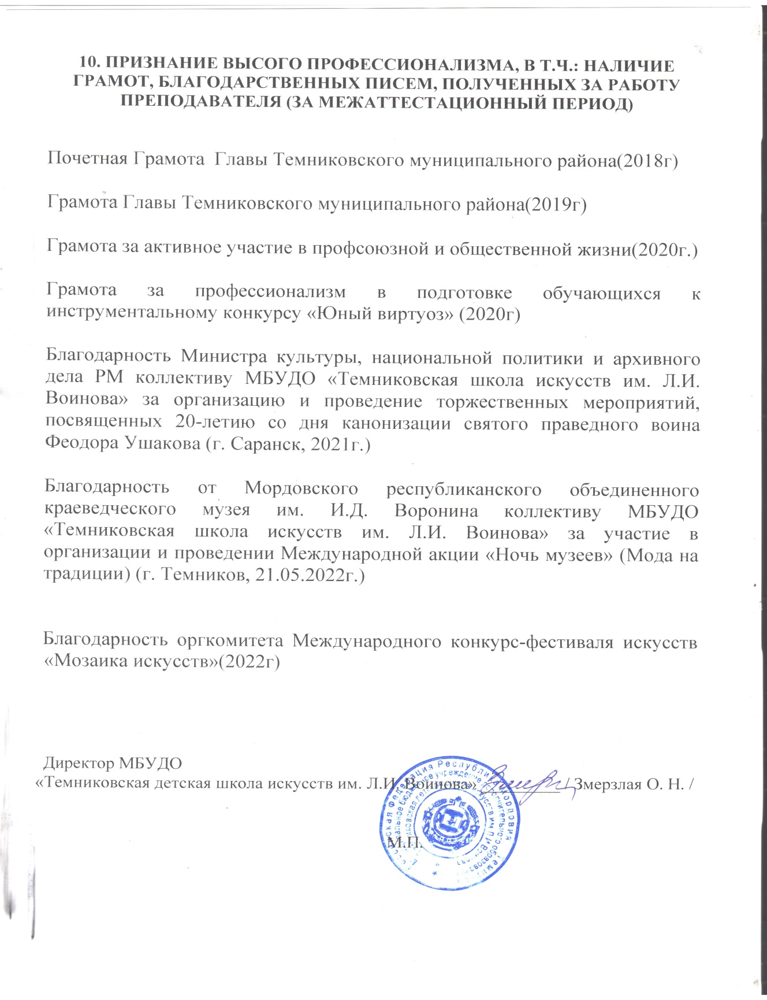 10. ПРИЗНАНИЕ ВЫСОГО ПРОФЕССИОНАЛИЗМА, В Т.Ч.: НАЛИЧИЕ
ГРАМОТ, БЛАГОДАРСТВЕННЫХ ПИСЕМ, ПОЛУЧЕННЫХ ЗА РАБОТУ
ПРЕПОДАВАТЕЛЯ (ЗА МЕЖАТТЕСТАЦИОННЫЙ ПЕРИОД)
Почетная Грамота Главы Темниковского муниципального района(2018г)
Грамота Главы Темниковского муниципального района(2019г)
Грамота за активное участие в профсоюзной и общественной жизни(2020г.)
Грамота за профессионализм в подготовке обучающихся к
инструментальному конкурсу «Юный виртуоз» (2020г)
Благодарность Министра культуры, национальной политики и архивного
дела РМ коллективу МБУДО «Темниковская школа искусств им. Л.И.
Воинова» за организацию и проведение торжественных мероприятий,
посвященных 20-летию со дня канонизации святого праведного воина
Феодора Ушакова (г. Саранск, 2021г.)
Благодарность от Мордовского республиканского объединенного
краеведческого музея им. И.Д. Воронина коллективу МБУДО
«Темниковская школа искусств им. Л.И. Воинова» за участие в
организации и проведении Международной акции «Ночь музеев» (Мода на
традиции) (г. Темников, 21.05.2022г.)
Благодарность оргкомитета Международного конкурс-фестиваля искусств
«Мозаика искусств»(2022г)
Директор МБУДО
«Темниковская детская школа искусств им. Л.И. Воинова» / Змерзлая О. Н. /
М.П.
Федерация Республика Мордовия